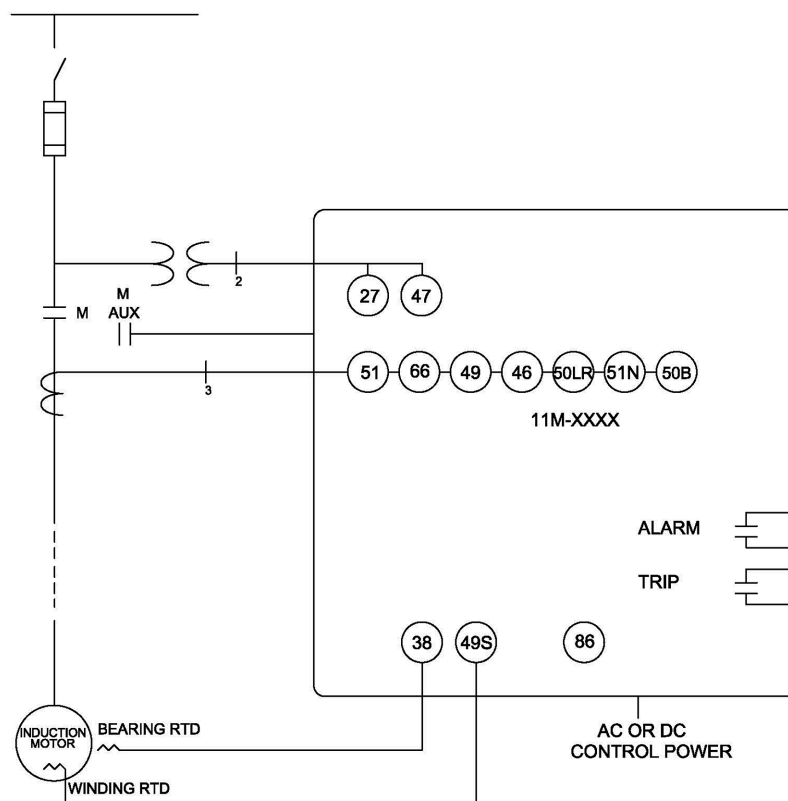 2
27
47
M
M
AUX
51
66
49
46
50LR
51N
50B
3
11M-XXXX
ALARM
TRIP
38
49S
86
INDUCTION
MOTOR
BEARING RTD
AC OR DC
CONTROL POWER
WINDING RTD